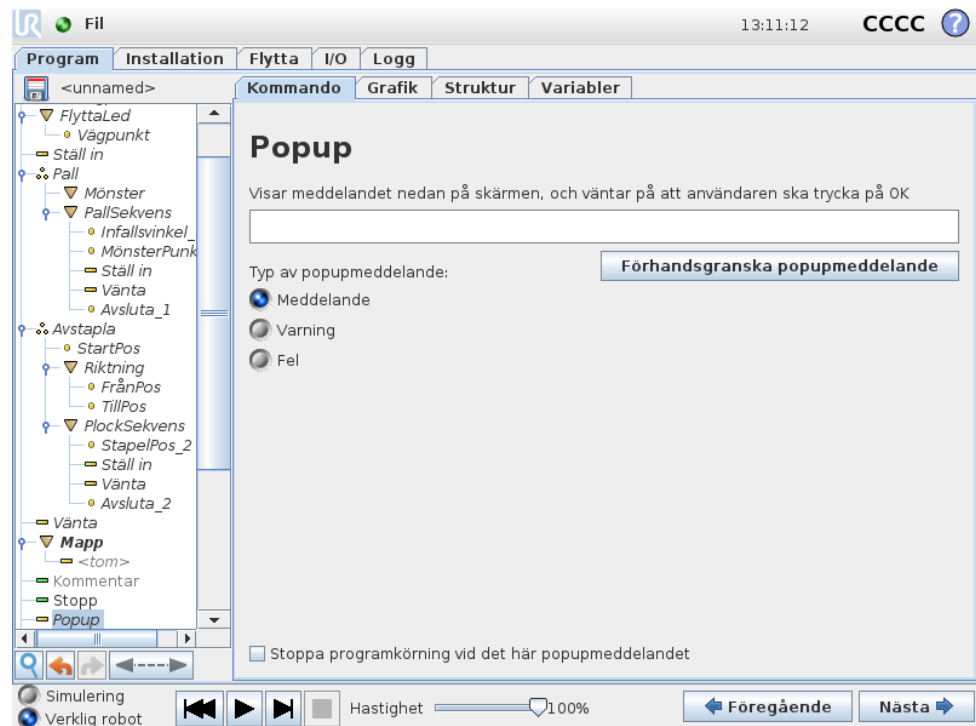 UR Fil 13:11:12 CCCC ?
Program Installation Flytta I/O Logg
<unnamed>
Kommando Grafik Struktur Variabler
FlyttaLed
Vägpunkt
Ställ in
Pall
Mönster
PallSekvens
Infallsvinkel_
MönsterPunk
Ställ in
Vänta
Avsluta_1
Avstapla
StartPos
Riktning
FrånPos
TillPos
PlockSekvens
StapelPos_2
Ställ in
Vänta
Avsluta_2
Vänta
Mapp
<tom>
Kommentar
Stopp
Popup
Popup
Visar meddelandet nedan på skärmen, och väntar på att användaren ska trycka på OK
Förhandsgranska popupmeddelande
Typ av popupmeddelande:
Meddelande
Varning
Fel
Stoppa programkörning vid det här popupmeddelandet
Simulering
Verklig robot
Hastighet 100%
Föregående Nästa